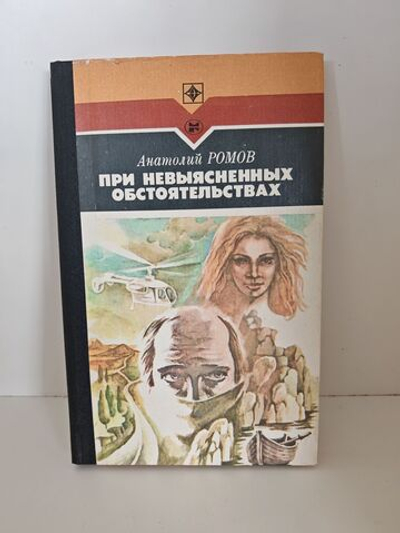 Анатолий РОМОВ
ПРИ НЕВЫЯСНЕННЫХ
ОБСТОЯТЕЛЬСТВАХ